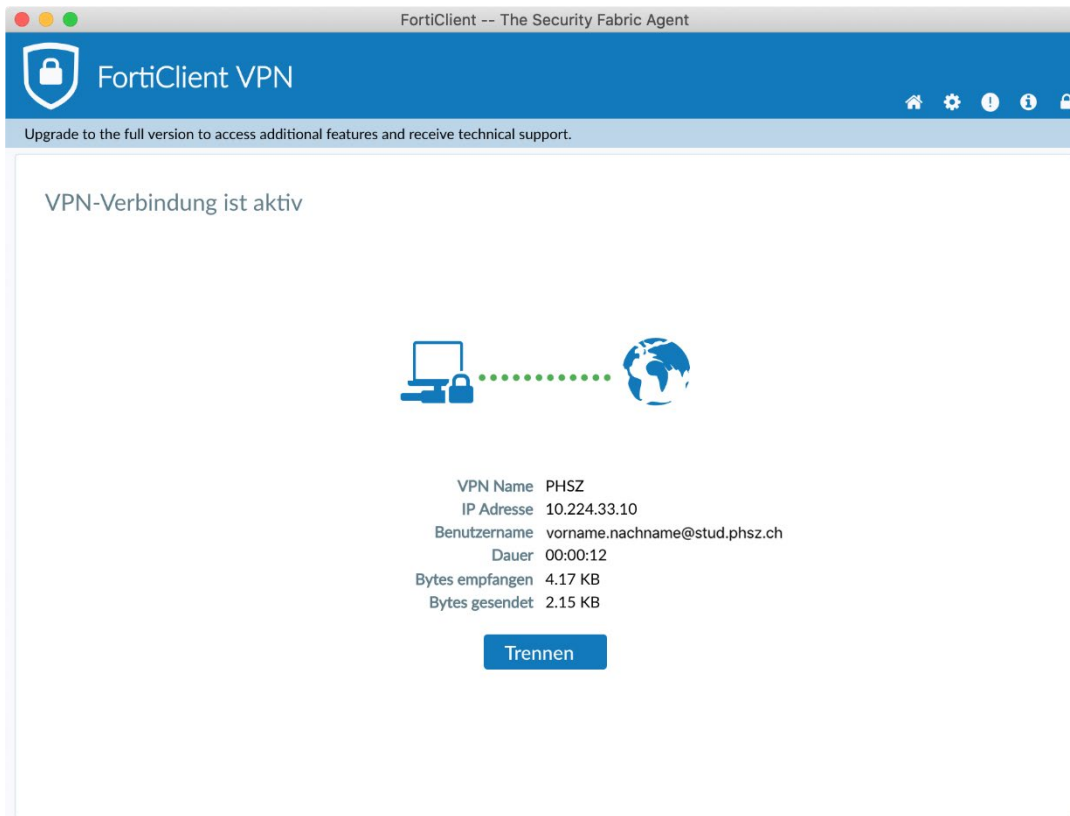 FortiClient -- The Security Fabric Agent
FortiClient VPN
Upgrade to the full version to access additional features and receive technical support.
VPN-Verbindung ist aktiv
VPN Name PHSZ
IP Adresse 10.224.33.10
Benutzername vorname.nachname@stud.phsz.ch
Dauer 00:00:12
Bytes empfangen 4.17 KB
Bytes gesendet 2.15 KB
Trennen